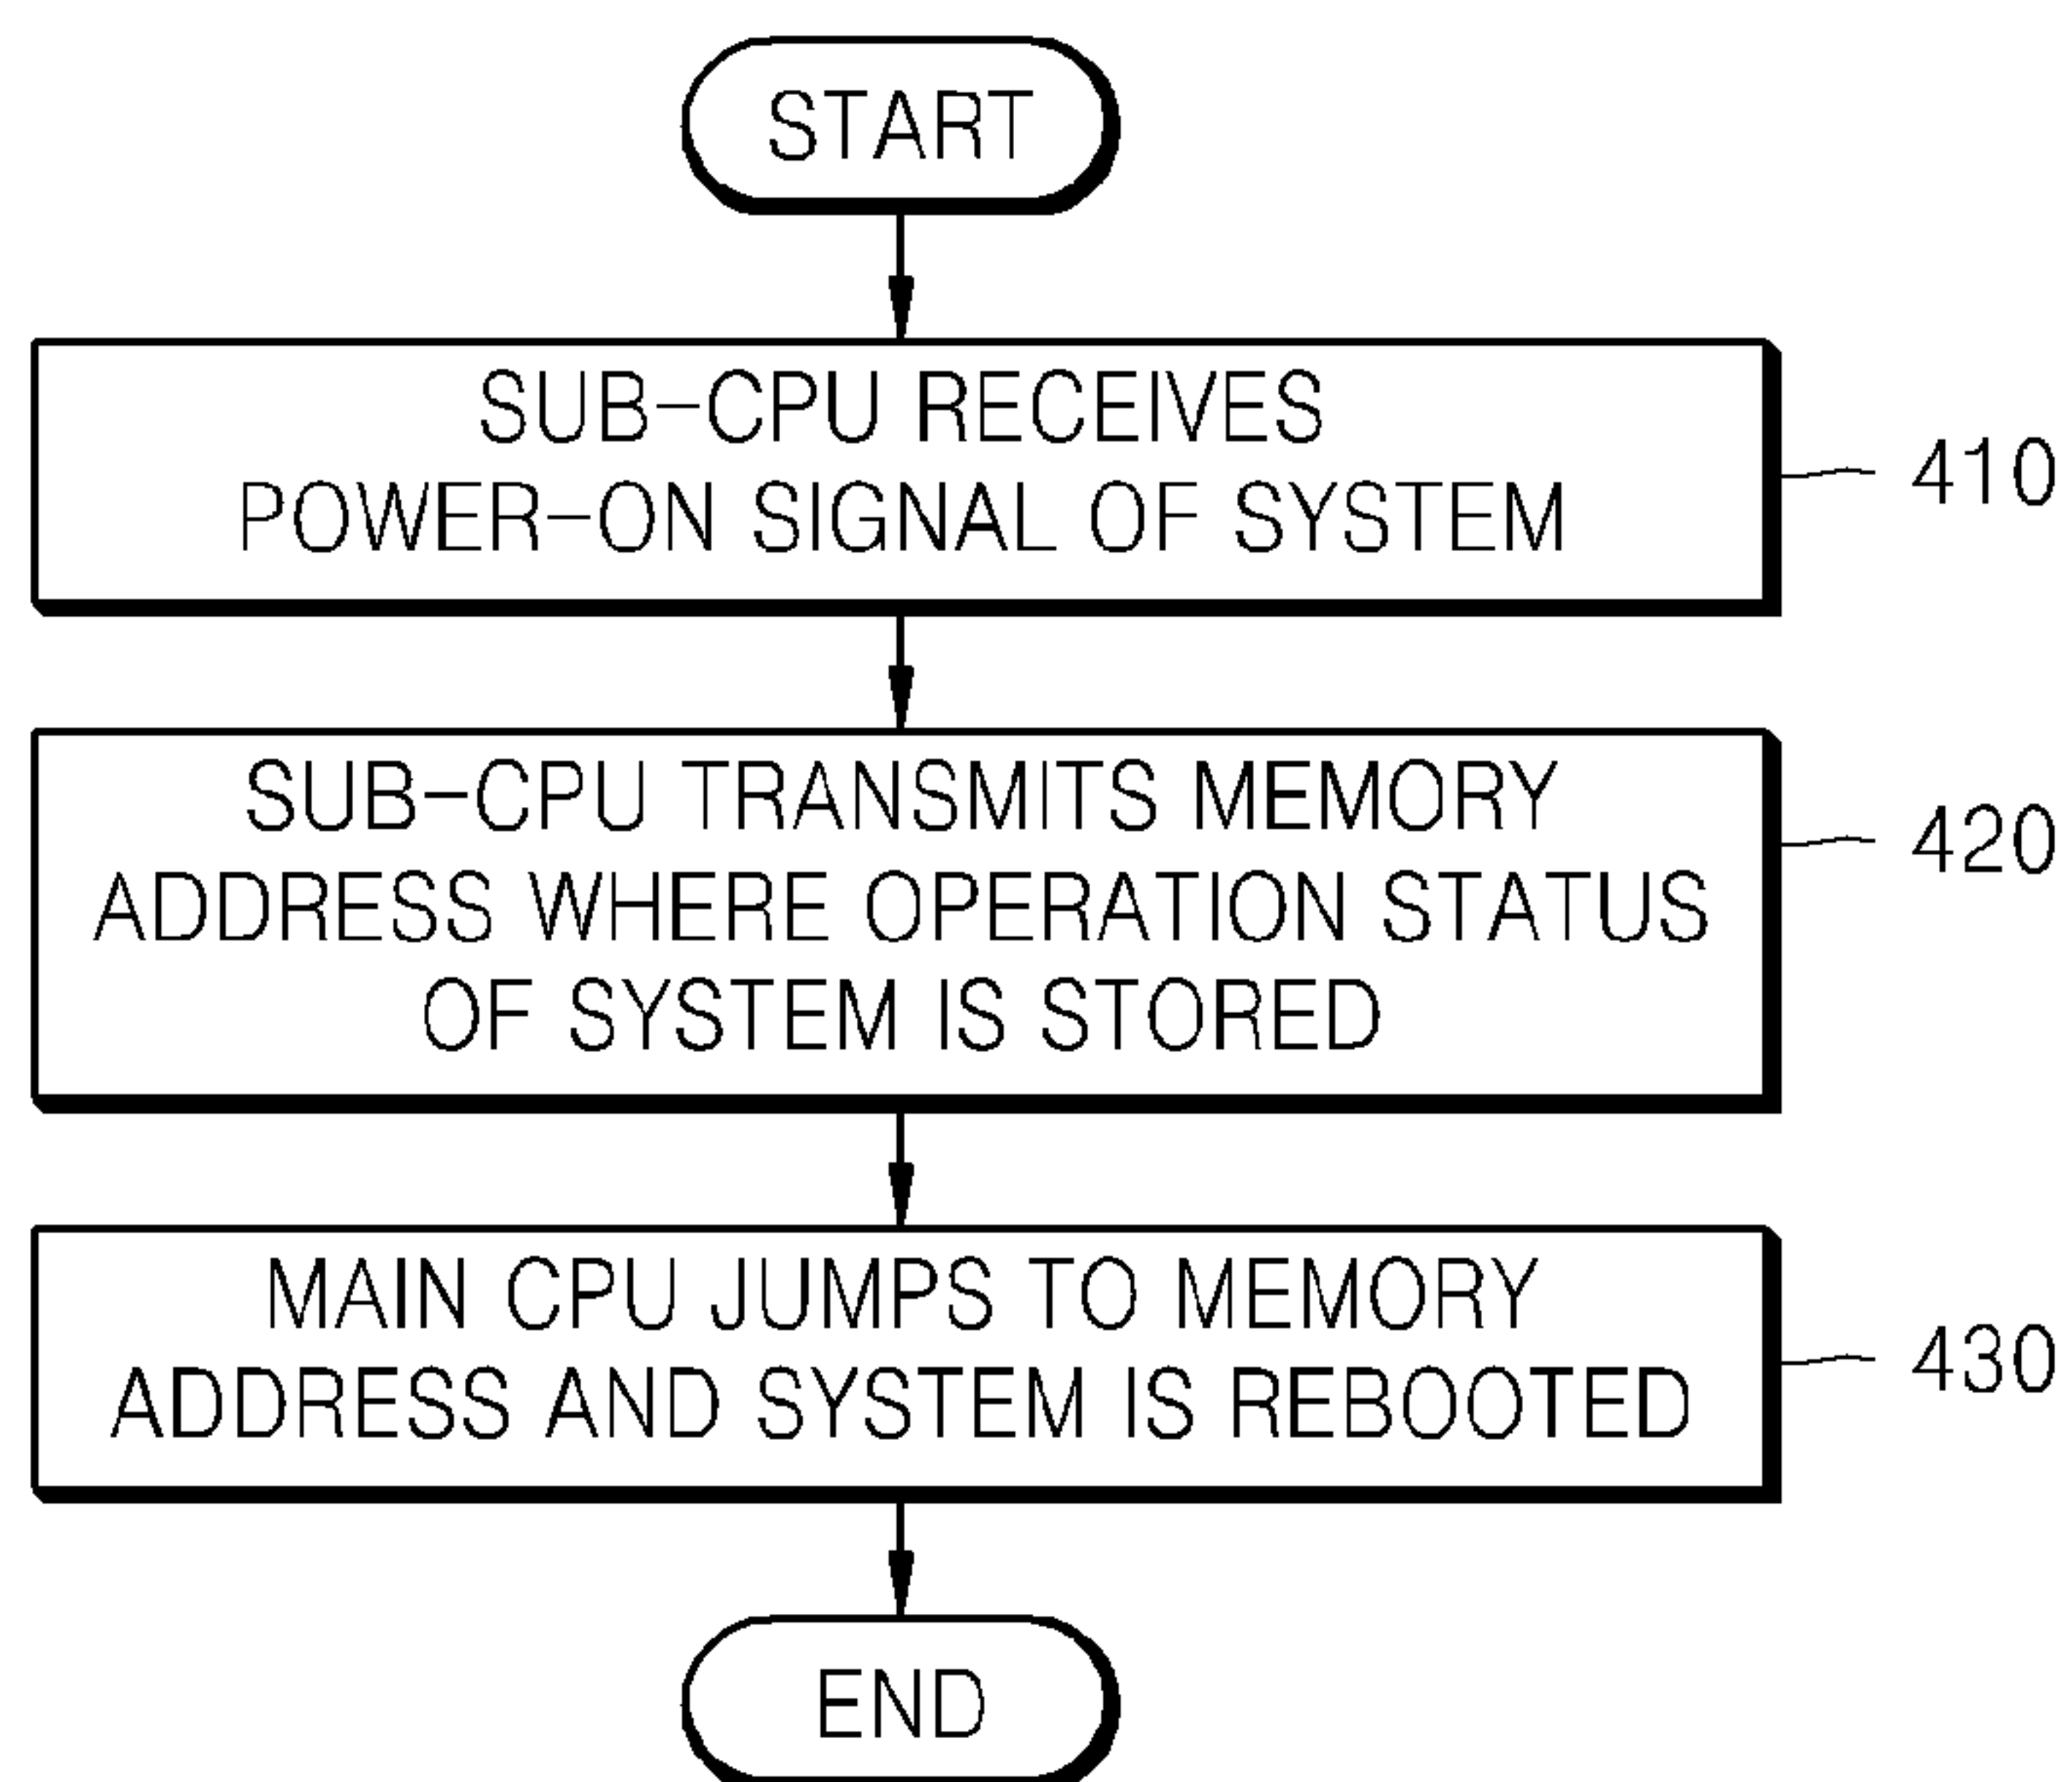 START
SUB-CPU RECEIVES
POWER-ON SIGNAL OF SYSTEM
410
SUB-CPU TRANSMITS MEMORY
ADDRESS WHERE OPERATION STATUS
OF SYSTEM IS STORED
420
MAIN CPU JUMPS TO MEMORY
ADDRESS AND SYSTEM IS REBOOTED
430
END